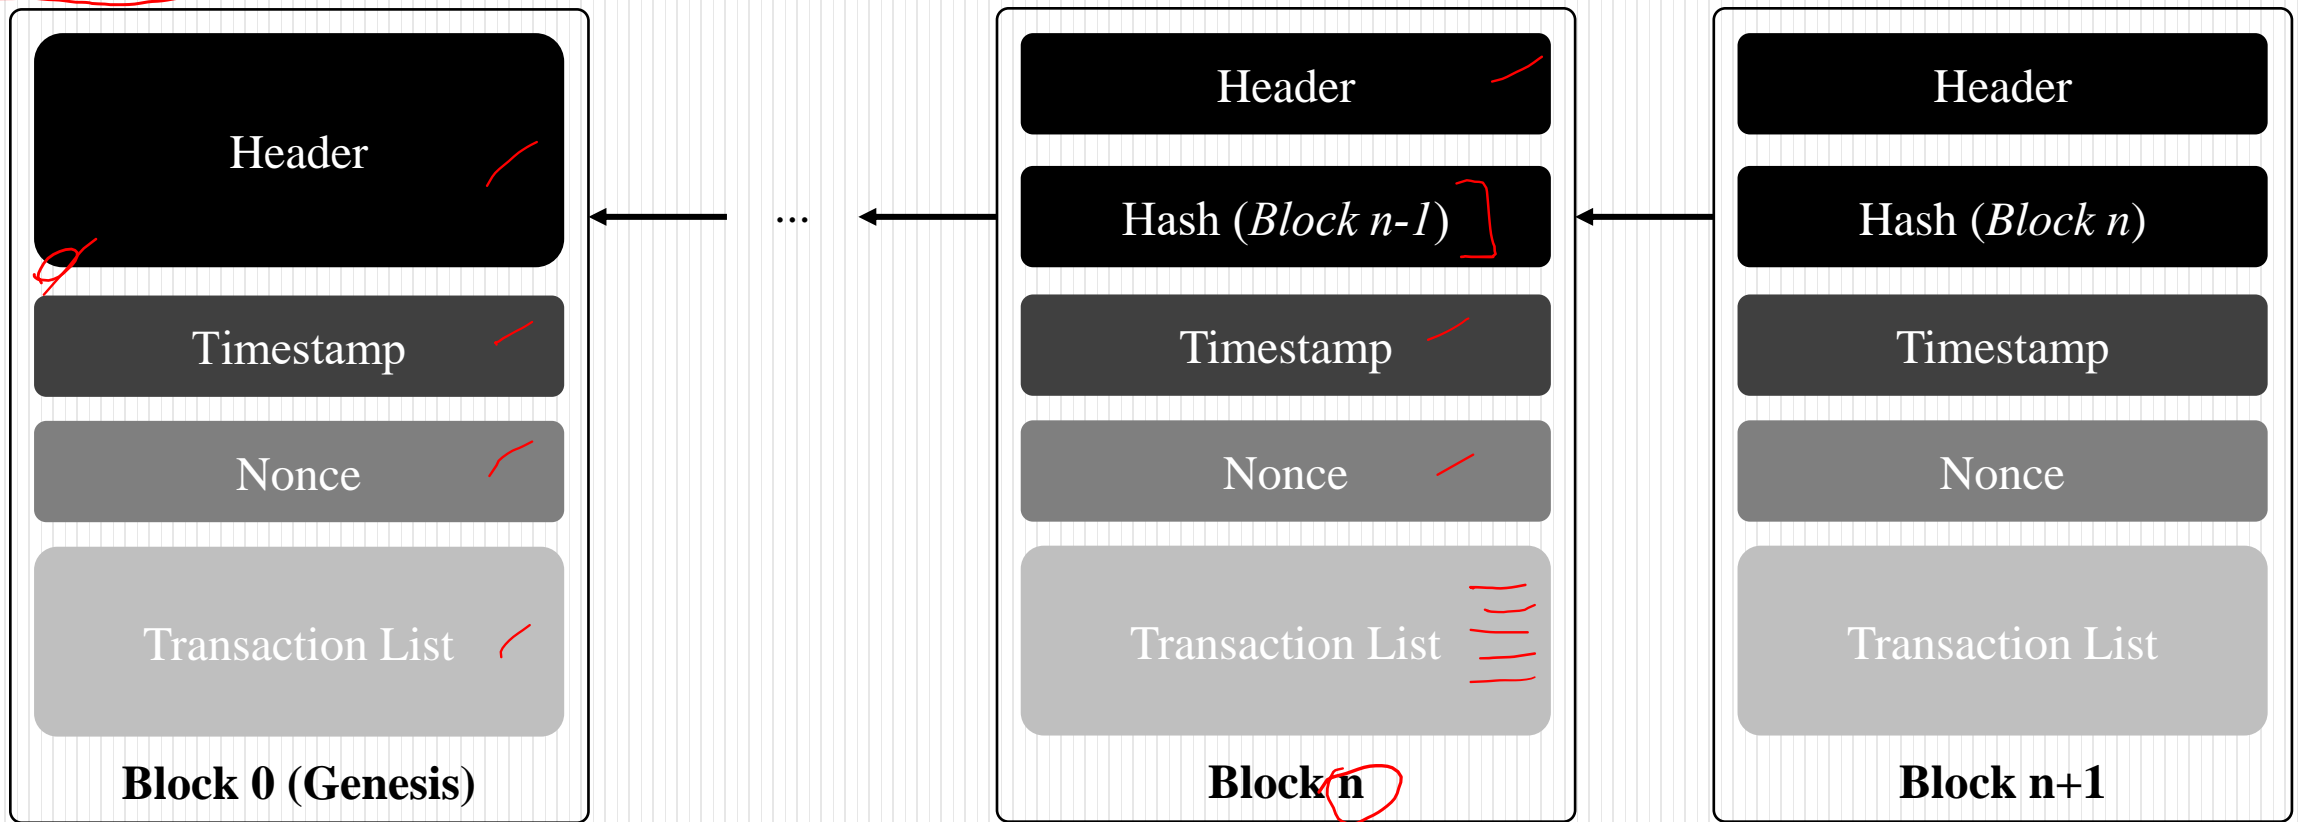 Header
Timestamp
Nonce
Transaction List
Block 0 (Genesis)
...
Header
Hash (Block n-1)
Timestamp
Nonce
Transaction List
Block n
Header
Hash (Block n)
Timestamp
Nonce
Transaction List
Block n+1